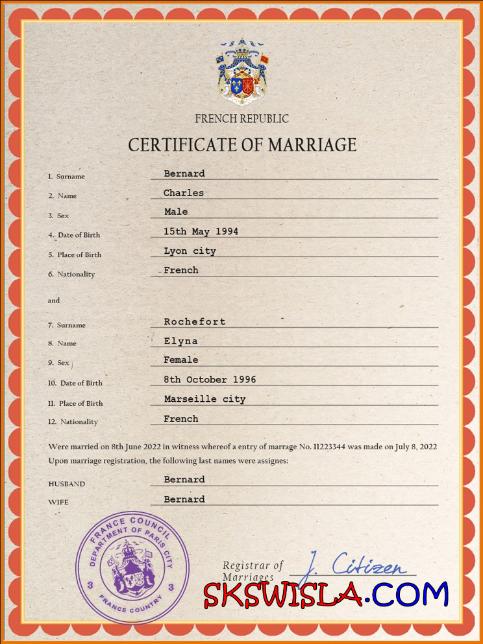 FRENCH REPUBLIC
CERTIFICATE OF MARRIAGE
1. Surname Bernard
2. Name Charles
3. Sex Male
4. Date of Birth 15th May 1994
5. Place of Birth Lyon city
6. Nationality French
and
7. Surname Rochefort
8. Name Elyna
9. Sex Female
10. Date of Birth 8th October 1996
11. Place of Birth Marseille city
12. Nationality French
Were married on 8th June 2022 in witness whereof a entry of marrage No. 11223344 was made on July 8, 2022
Upon marriage registration, the following last names were assignes:
HUSBAND Bernard
WIFE Bernard
FRANCE COUNCIL
DEPARTMENT OF PARIS CITY
3 3
FRANCE COUNTRY
Registrar of J. Citizen
Marriages
SKSWISLA.COM